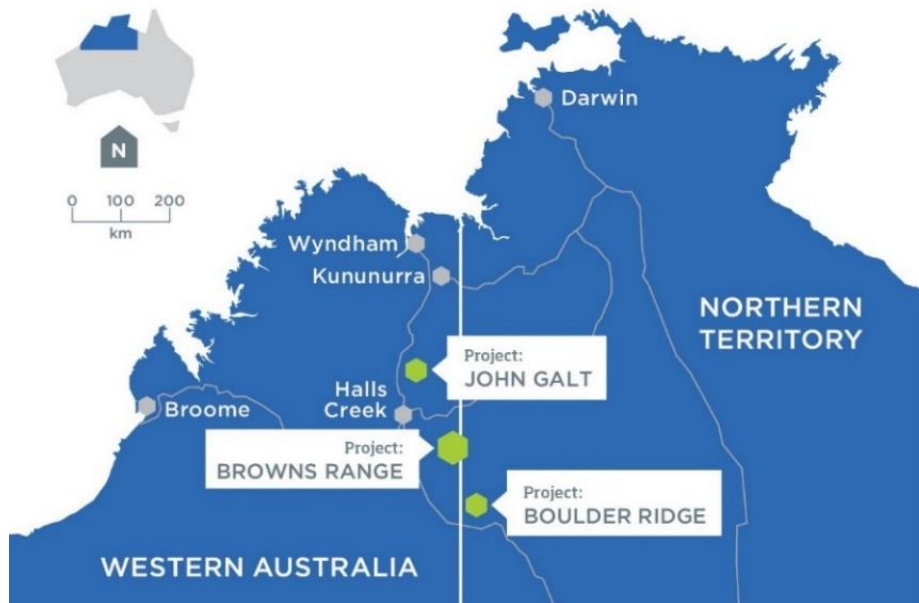 N
0 100 200
km
Darwin
Wyndham
Kununurra
NORTHERN
TERRITORY
Project:
JOHN GALT
Halls
Creek
Broome
Project:
BROWNS RANGE
Project:
BOULDER RIDGE
WESTERN AUSTRALIA